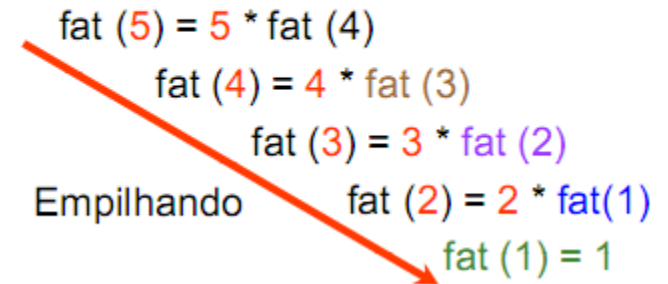 fat (5) = 5 * fat (4)
fat (4) = 4 * fat (3)
fat (3) = 3 * fat (2)
Empilhando fat (2) = 2 * fat(1)
fat (1) = 1